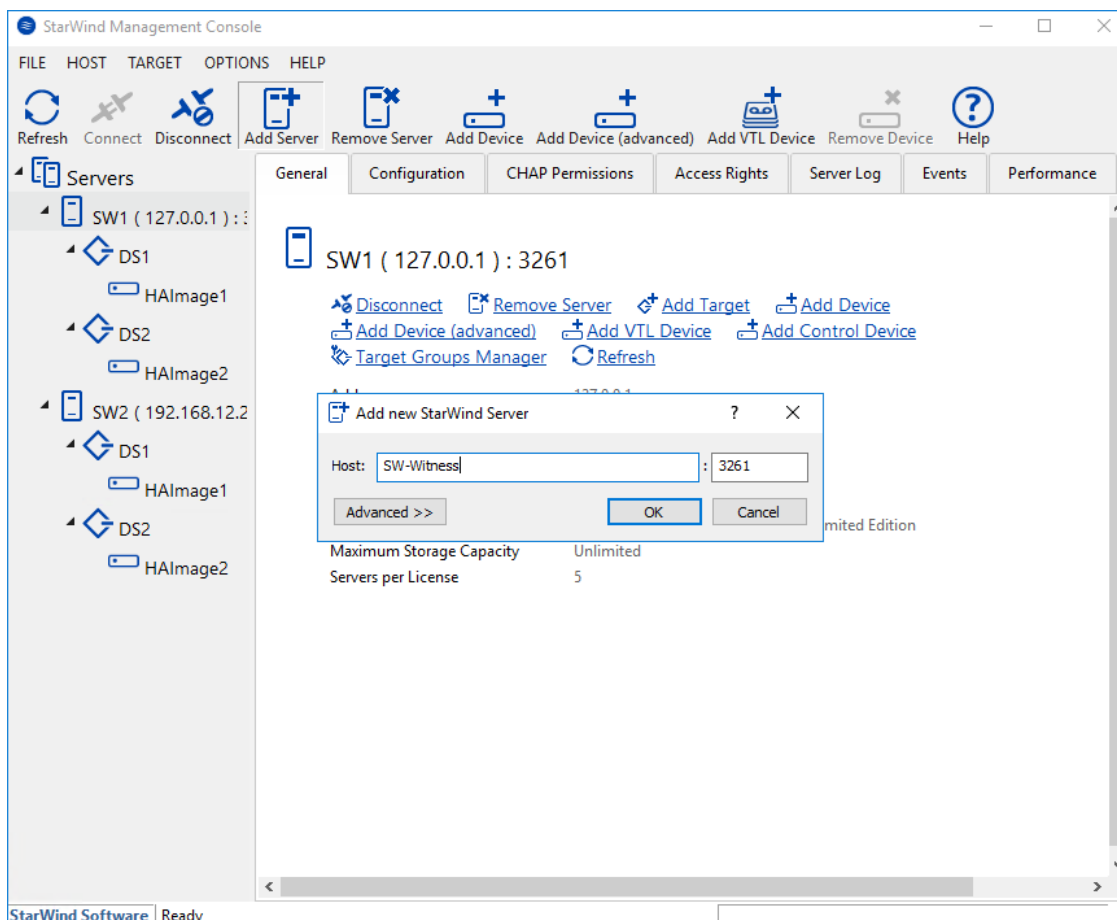 StarWind Management Console
FILE HOST TARGET OPTIONS HELP
Refresh Connect Disconnect Add Server Remove Server Add Device Add Device (advanced) Add VTL Device Remove Device Help
Servers
SW1 ( 127.0.0.1 ) :
DS1
HAImage1
DS2
HAImage2
SW2 ( 192.168.12.2
DS1
HAImage1
DS2
HAImage2
General Configuration CHAP Permissions Access Rights Server Log Events Performance
SW1 ( 127.0.0.1 ) : 3261
Disconnect Remove Server Add Target Add Device
Add Device (advanced) Add VTL Device Add Control Device
Target Groups Manager Refresh
127.0.0.1
Add new StarWind Server ? X
Host: SW-Witness : 3261
Advanced >> OK Cancel
mited Edition
Maximum Storage Capacity Unlimited
Servers per License 5
StarWind Software Ready